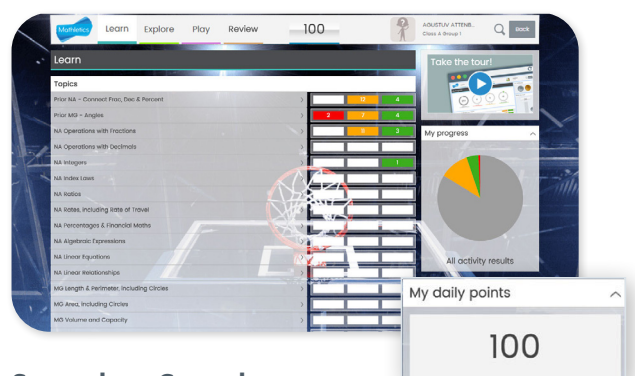 Mathletics
Learn
Explore
Play
Review
100
AGUSTUV ATTENB...
Class A Group 1
Back
Learn
Topics
Prior NA - Connect Frac, Dec & Percent
12
4
Prior MG - Angles
2
7
4
NA Operations with Fractions
3
NA Operations with Decimals
NA Integers
1
NA Index Laws
NA Ratios
NA Rates, Including Rate of Travel
NA Percentages & Financial Maths
NA Algebraic Expressions
NA Linear Equations
NA Linear Relationships
MG Length & Perimeter, Including Circles
MG Area, Including Circles
MG Volume and Capacity
Take the tour!
My progress
All activity results
My daily points
100